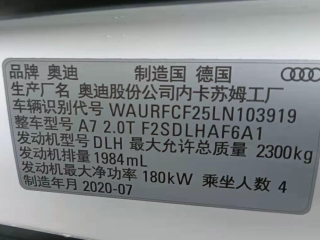 品牌 奥迪 制造国 德国
生产厂名 奥迪股份公司内卡苏姆工厂
车辆识别代号 WAURFCF25LN103919
整车型号 A7 2.0T F2SDLHAF6A1
发动机型号 DLH 最大允许总质量 2300kg
发动机排量 1984mL
发动机最大净功率 180kW 乘坐人数 4
制造年月 2020-07